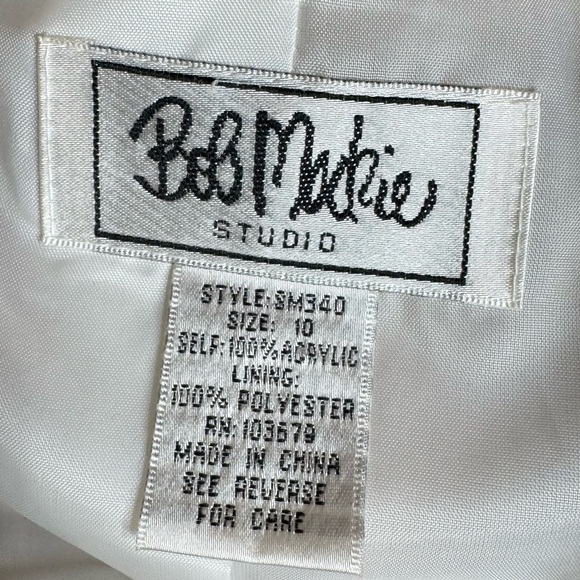 Bob Mackie
STUDIO
STYLE:SM340
SIZE: 10
SELF:100%ACRYLIC
LINING:
100% POLYESTER
RN:103679
MADE IN CHINA
SEE REVERSE
FOR CARE